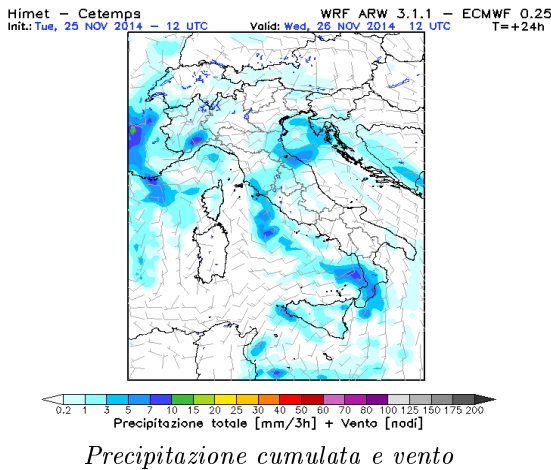 Himet – Cetemps WRF ARW 3.1.1 – ECMWF 0.25
Init.: Tue, 25 NOV 2014 – 12 UTC Valid: Wed, 26 NOV 2014 12 UTC T=+24h
0.2 1 3 5 7 10 15 20 25 30 40 50 60 70 80 100 125 150 175 200
Precipitazione totale [mm/3h] + Vento [nodi]
Precipitazione cumulata e vento